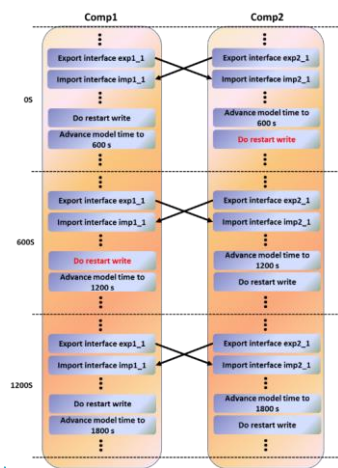 Comp1
Comp2
Export interface exp1_1
Export interface exp2_1
Import interface imp1_1
Import interface imp2_1
0S
Do restart write
Advance model time to
600 s
Advance model time to
600 s
Do restart write
Export interface exp1_1
Export interface exp2_1
Import interface imp1_1
Import interface imp2_1
600S
Do restart write
Advance model time to
1200 s
Advance model time to
1200 s
Do restart write
Export interface exp1_1
Export interface exp2_1
Import interface imp1_1
Import interface imp2_1
1200S
Do restart write
Advance model time to
1800 s
Advance model time to
1800 s
Do restart write